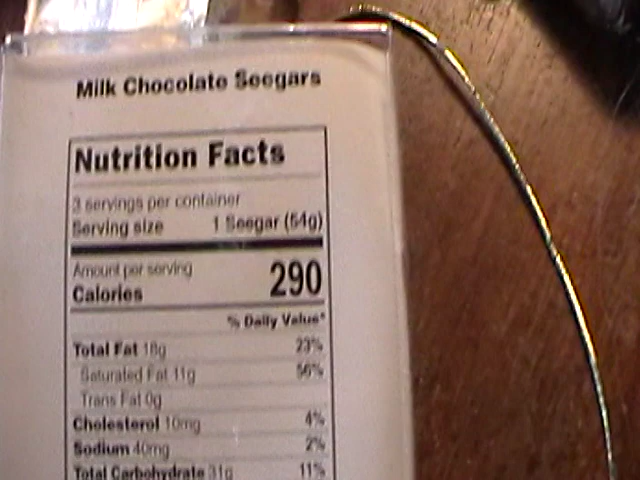 Milk Chocolate Seegars
Nutrition Facts
3 servings per container
Serving size 1 Seegar (54g)
Amount per serving
Calories 290
% Daily Value*
Total Fat 18g 23%
Saturated Fat 11g 56%
Trans Fat 0g
Cholesterol 10mg 4%
Sodium 40mg 2%
Total Carbohydrate 31g 11%